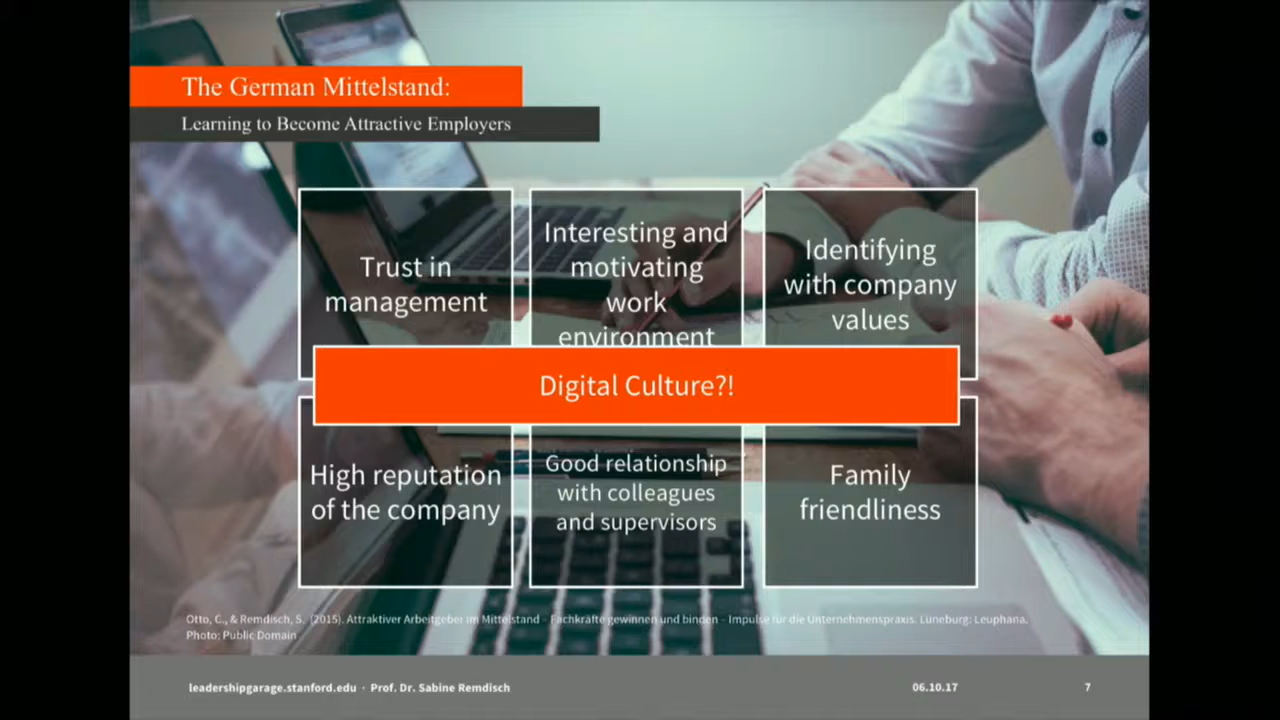 The German Mittelstand:
Learning to Become Attractive Employers
Trust in
management
Interesting and
motivating
work
environment
Identifying
with company
values
Digital Culture?!
High reputation
of the company
Good relationship
with colleagues
and supervisors
Family
friendliness
Otto, C., & Remdisch, S. (2015). Attraktiver Arbeitgeber im Mittelstand - Fachkräfte gewinnen und binden - Impulse für die Unternehmenspraxis. Lüneburg: Leuphana.
Photo: Public Domain
leadershipgarage.stanford.edu · Prof. Dr. Sabine Remdisch
06.10.17
7